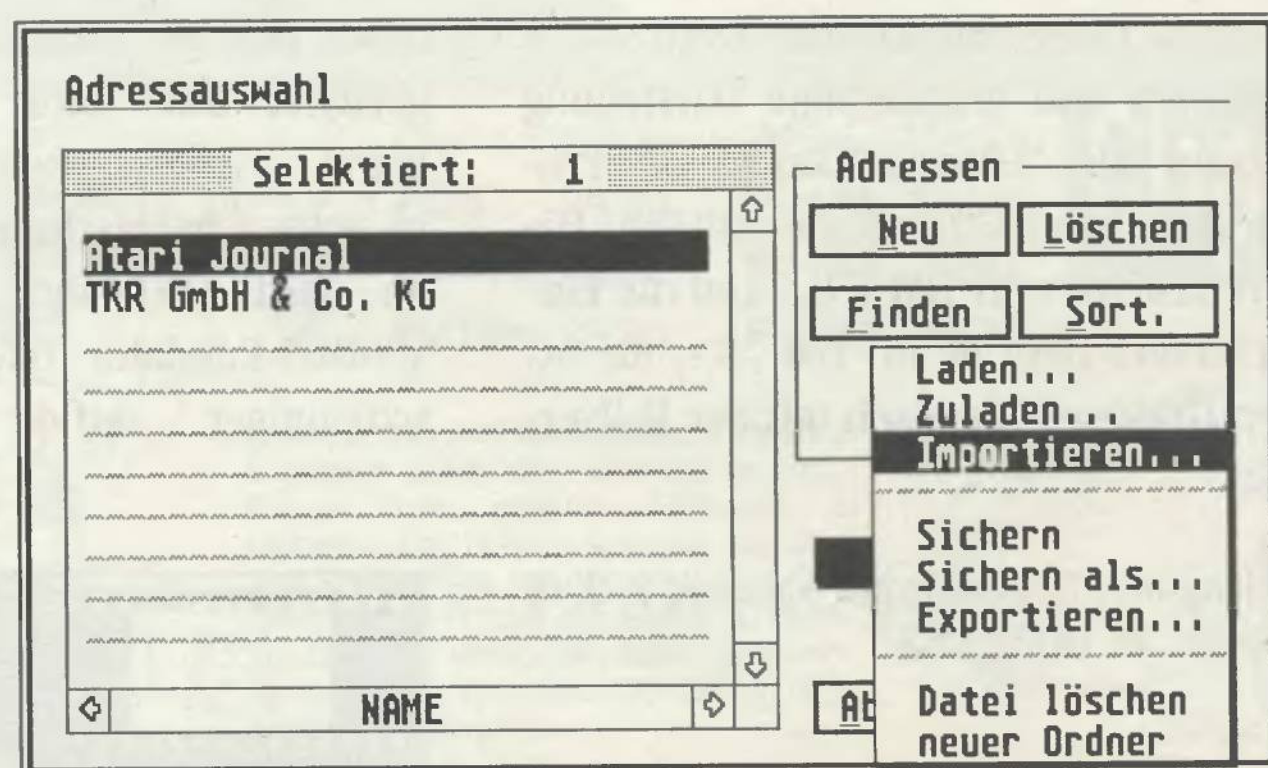 Adressauswahl
Selektiert: 1
Atari Journal
TKR GmbH & Co. KG
NAME
Adressen
Neu
Löschen
Finden
Sort.
Laden...
Zuladen...
Importieren...
Sichern
Sichern als...
Exportieren...
Datei löschen
neuer Ordner